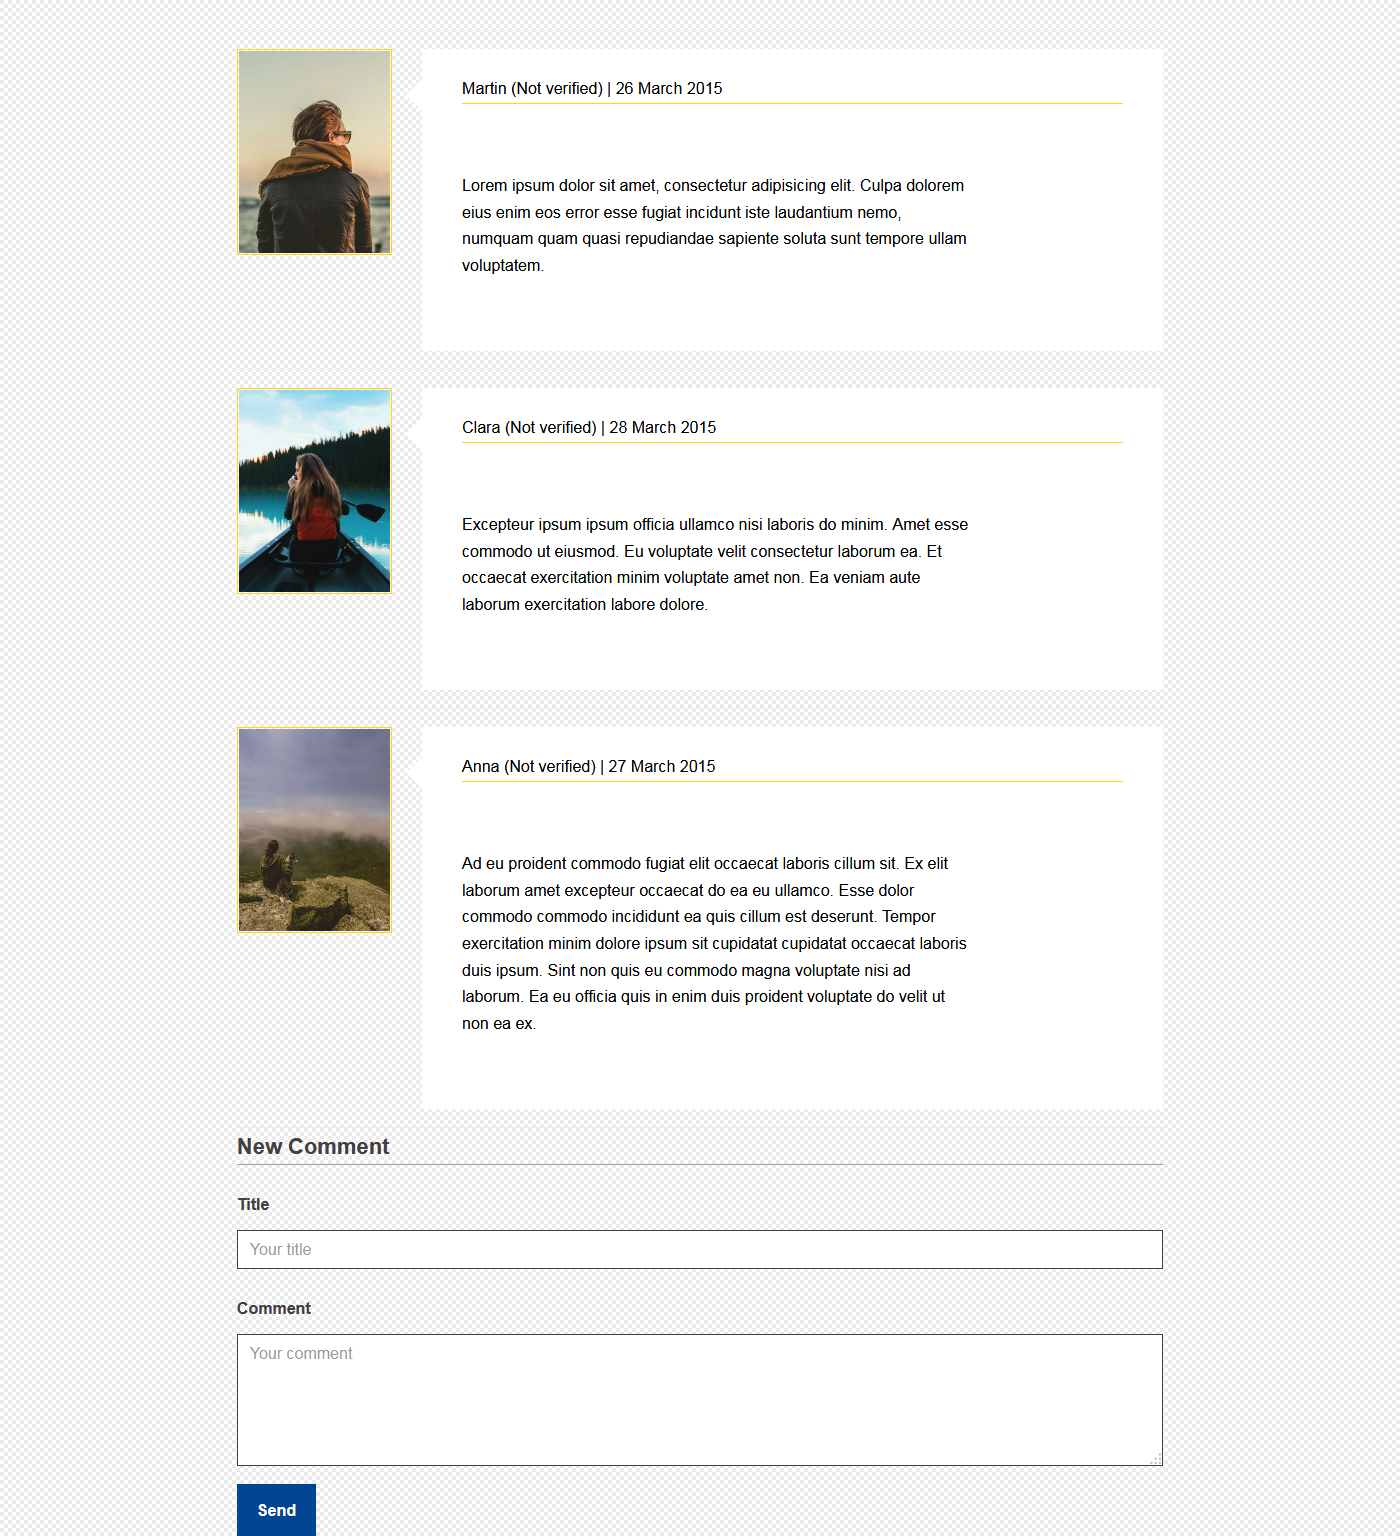 Martin (Not verified) | 26 March 2015
Lorem ipsum dolor sit amet, consectetur adipisicing elit. Culpa dolorem
eius enim eos error esse fugiat incidunt iste laudantium nemo,
numquam quam quasi repudiandae sapiente soluta sunt tempore ullam
voluptatem.
Clara (Not verified) | 28 March 2015
Excepteur ipsum ipsum officia ullamco nisi laboris do minim. Amet esse
commodo ut eiusmod. Eu voluptate velit consectetur laborum ea. Et
occaecat exercitation minim voluptate amet non. Ea veniam aute
laborum exercitation labore dolore.
Anna (Not verified) | 27 March 2015
Ad eu proident commodo fugiat elit occaecat laboris cillum sit. Ex elit
laborum amet excepteur occaecat do ea eu ullamco. Esse dolor
commodo commodo incididunt ea quis cillum est deserunt. Tempor
exercitation minim dolore ipsum sit cupidatat cupidatat occaecat laboris
duis ipsum. Sint non quis eu commodo magna voluptate nisi ad
laborum. Ea eu officia quis in enim duis proident voluptate do velit ut
non ea ex.
New Comment
Title
Your title
Comment
Your comment
Send